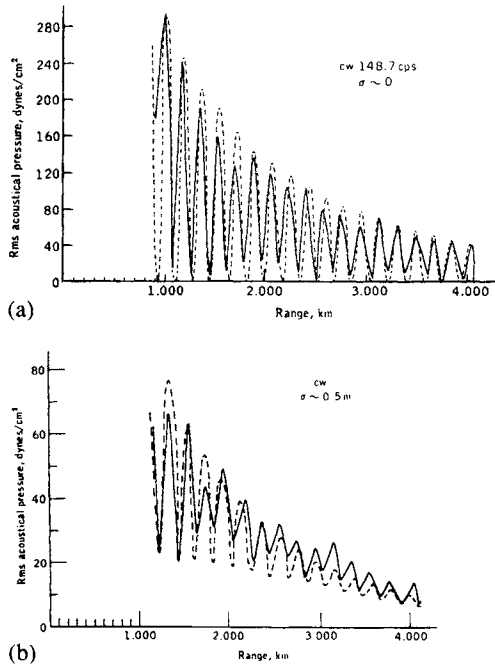 280
240
200
160
120
80
40
0
Rms acoustical pressure, dynes/cm²
cw 148.7 cps
σ ~ 0
1.000
2.000
3.000
4.000
Range, km
(a)
80
60
40
20
0
Rms acoustical pressure, dynes/cm²
cw
σ ~ 0.5m
1.000
2.000
3.000
4.000
Range, km
(b)